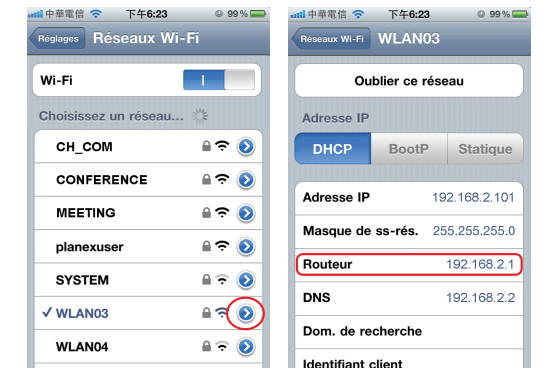 中華電信 下午6:23 99%
Réglages Réseaux Wi-Fi
Wi-Fi
Choisissez un réseau...
CH_COM
CONFERENCE
MEETING
planexuser
SYSTEM
✓ WLAN03
WLAN04
中華電信 下午6:23 99%
Réseaux Wi-Fi WLAN03
Oublier ce réseau
Adresse IP
DHCP BootP Statique
Adresse IP 192.168.2.101
Masque de ss-rés. 255.255.255.0
Routeur 192.168.2.1
DNS 192.168.2.2
Dom. de recherche
Identifiant client